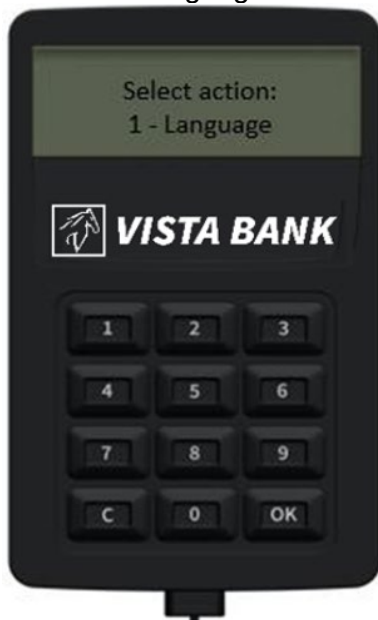 Select action:
1 - Language
VISTA BANK
1 2 3
4 5 6
7 8 9
C 0 OK